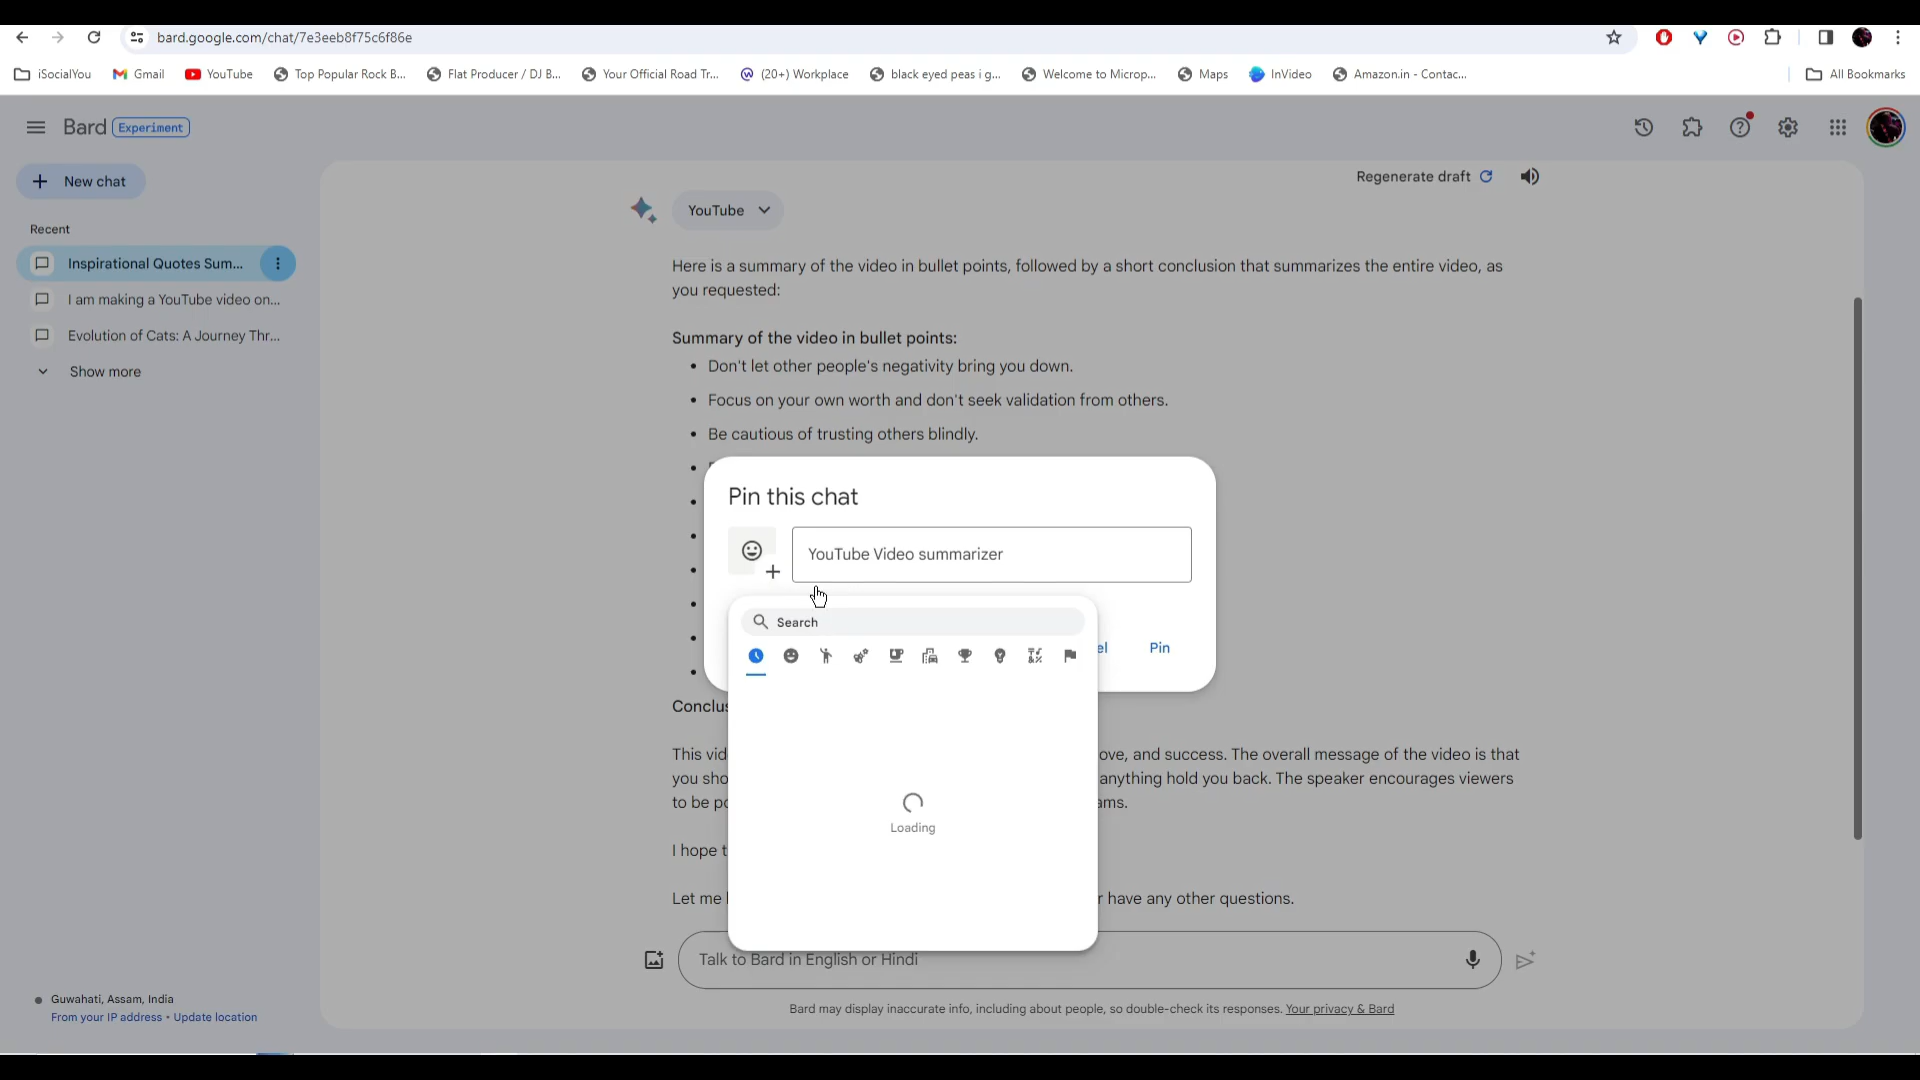 bard.google.com/chat/7e3eeb8f75c6f86e
iSocialYou
Gmail
YouTube
Top Popular Rock B...
Flat Producer / DJ B...
Your Official Road Tr...
(20+) Workplace
black eyed peas i g...
Welcome to Microp...
Maps
InVideo
Amazon.in - Contac...
All Bookmarks
Bard Experiment
New chat
Recent
Inspirational Quotes Sum...
I am making a YouTube video on...
Evolution of Cats: A Journey Thr...
Show more
Regenerate draft
YouTube
Here is a summary of the video in bullet points, followed by a short conclusion that summarizes the entire video, as
you requested:
Summary of the video in bullet points:
• Don't let other people's negativity bring you down.
• Focus on your own worth and don't seek validation from others.
• Be cautious of trusting others blindly.
Pin this chat
YouTube Video summarizer
Search
el
Pin
Loading
Conclus
This vid ove, and success. The overall message of the video is that
you sho anything hold you back. The speaker encourages viewers
to be po ams.
I hope t
Let me r have any other questions.
Talk to Bard in English or Hindi
Bard may display inaccurate info, including about people, so double-check its responses. Your privacy & Bard
Guwahati, Assam, India
From your IP address • Update location